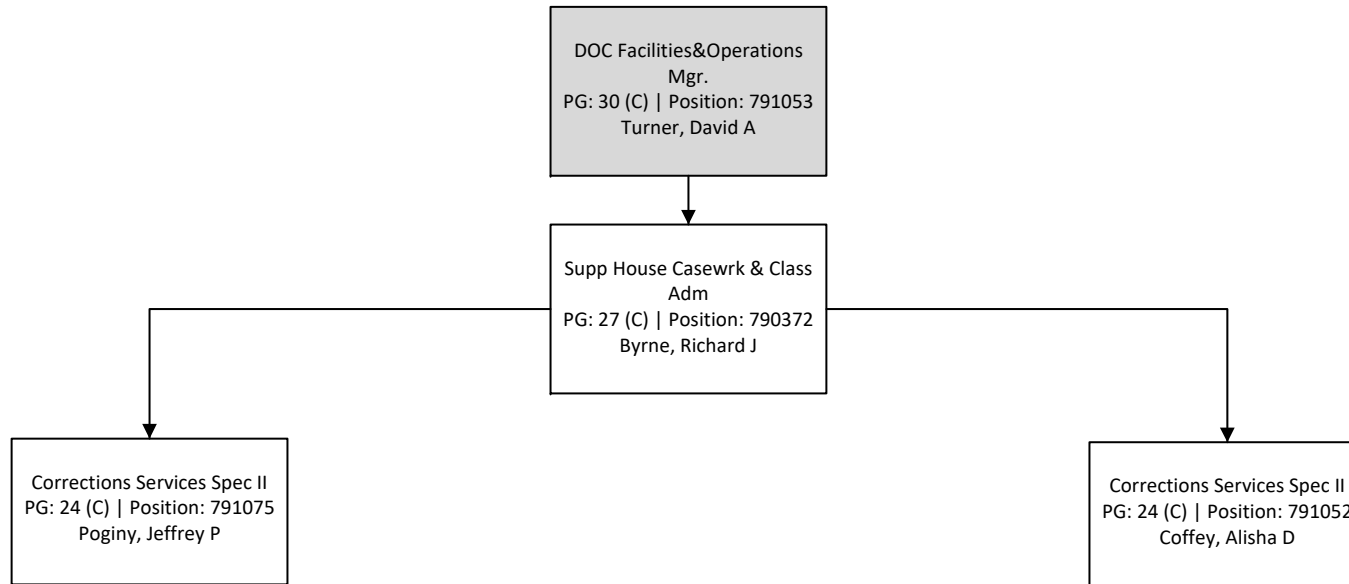 DOC Facilities&Operations
Mgr.
PG: 30 (C) | Position: 791053
Turner, David A
Supp House Casewrk & Class
Adm
PG: 27 (C) | Position: 790372
Byrne, Richard J
Corrections Services Spec II
PG: 24 (C) | Position: 791075
Poginy, Jeffrey P
Corrections Services Spec II
PG: 24 (C) | Position: 791052
Coffey, Alisha D